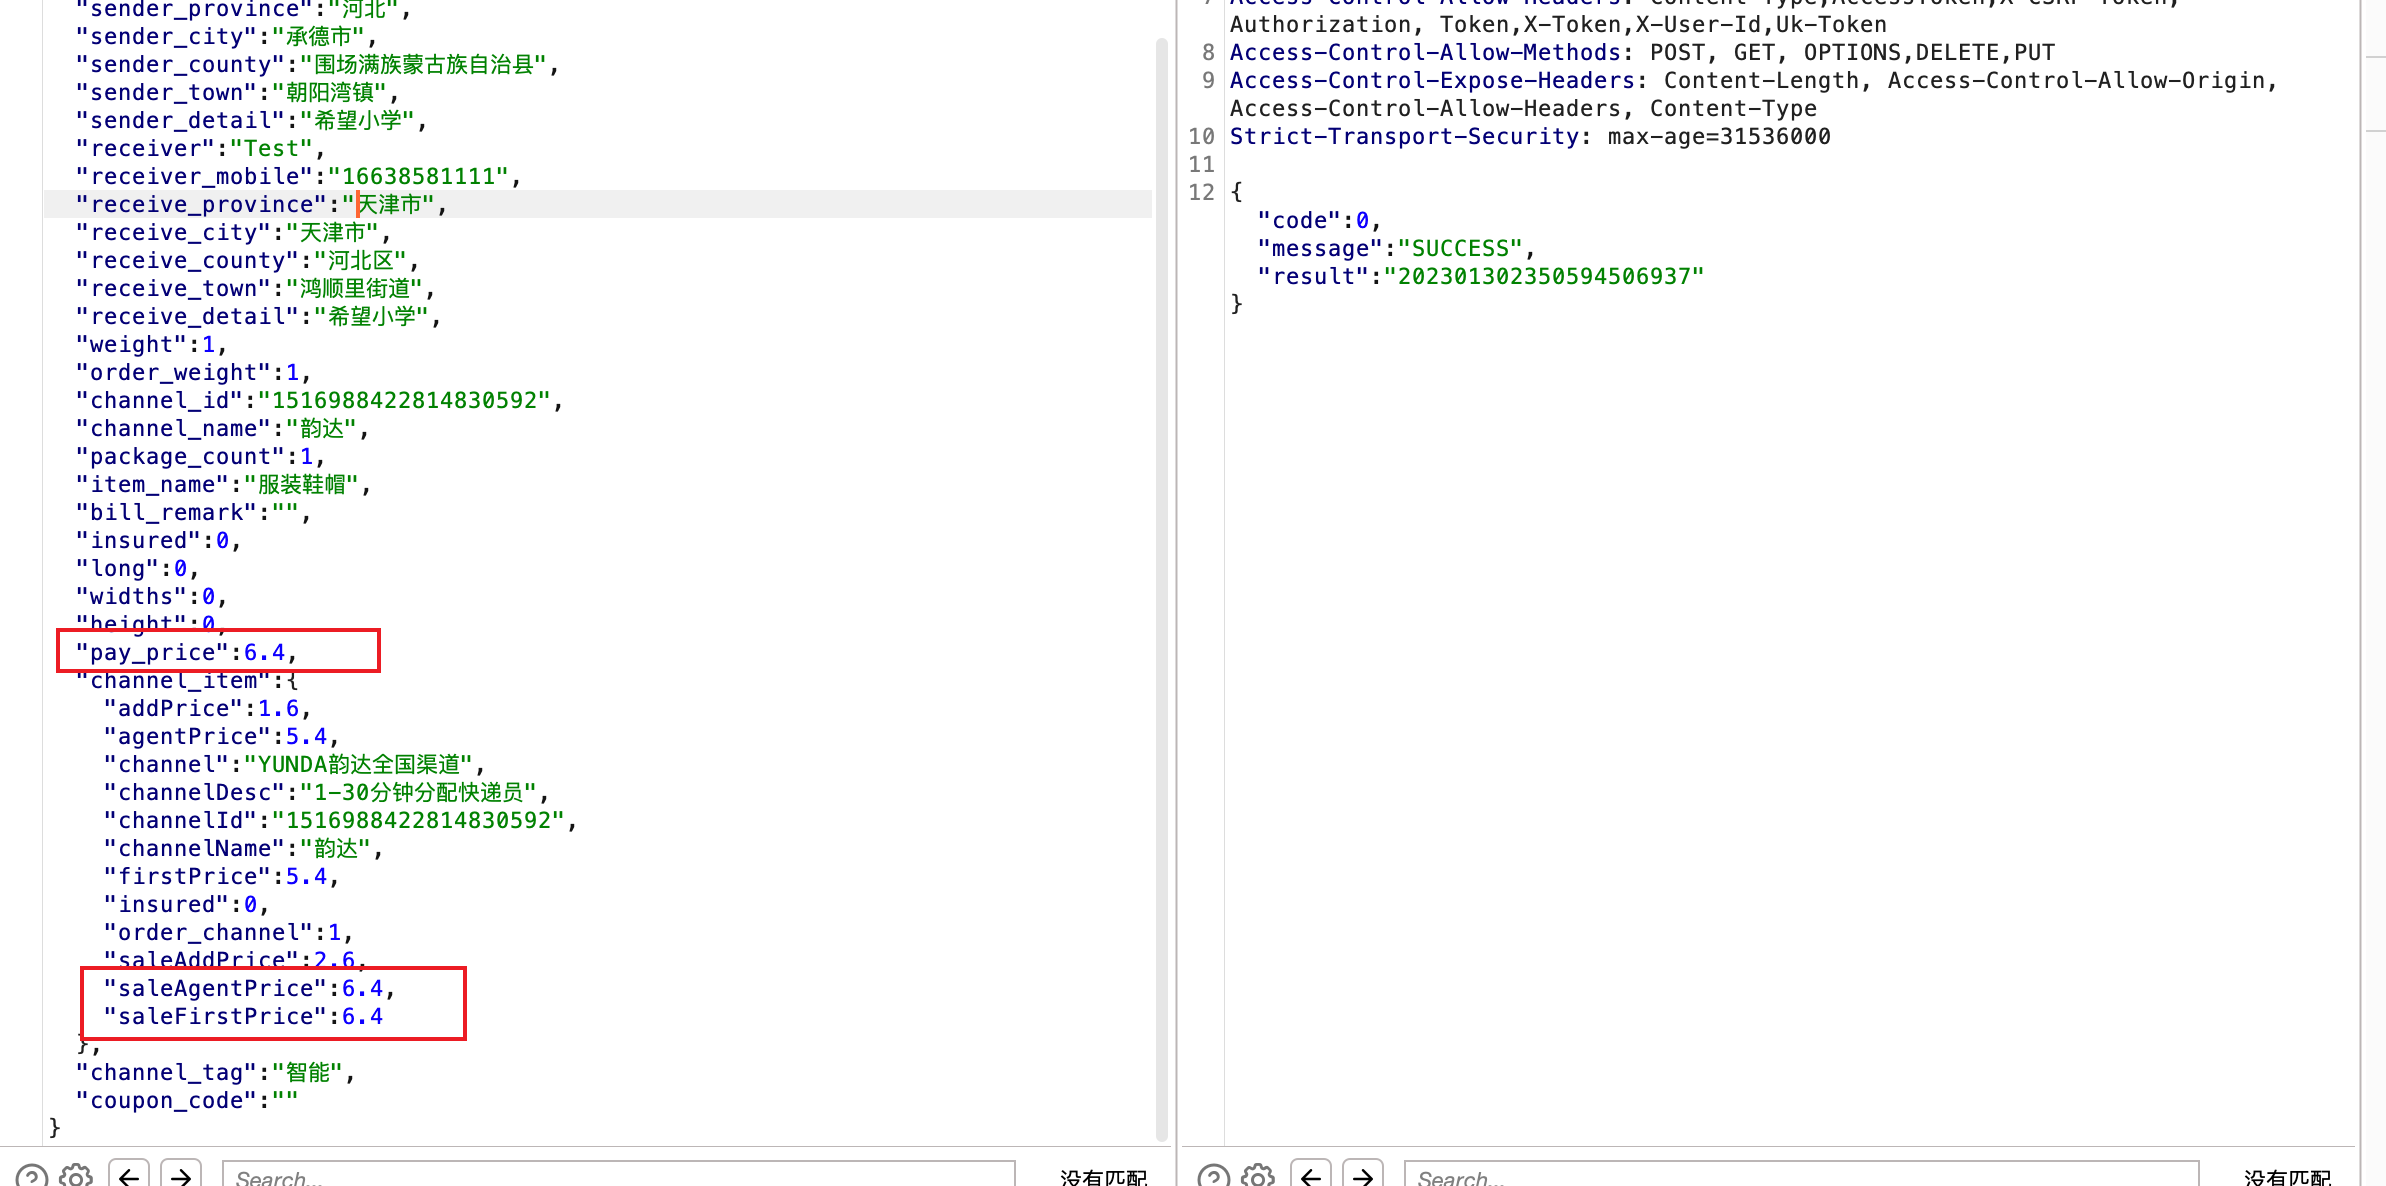 "sender_province":"河北",
"sender_city":"承德市",
"sender_county":"围场满族蒙古族自治县",
"sender_town":"朝阳湾镇",
"sender_detail":"希望小学",
"receiver":"Test",
"receiver_mobile":"16638581111",
"receive_province":"天津市",
"receive_city":"天津市",
"receive_county":"河北区",
"receive_town":"鸿顺里街道",
"receive_detail":"希望小学",
"weight":1,
"order_weight":1,
"channel_id":"1516988422814830592",
"channel_name":"韵达",
"package_count":1,
"item_name":"服装鞋帽",
"bill_remark":"",
"insured":0,
"long":0,
"widths":0,
"height":0,
"pay_price":6.4,
"channel_item":{
"addPrice":1.6,
"agentPrice":5.4,
"channel":"YUNDA韵达全国渠道",
"channelDesc":"1-30分钟分配快递员",
"channelId":"1516988422814830592",
"channelName":"韵达",
"firstPrice":5.4,
"insured":0,
"order_channel":1,
"saleAddPrice":2.6,
"saleAgentPrice":6.4,
"saleFirstPrice":6.4
},
"channel_tag":"智能",
"coupon_code":""
}
Search...
没有匹配
7 Access-Control-Allow-Headers: Content-Type,AccessToken,X-CSRF-Token,
Authorization, Token,X-Token,X-User-Id,Uk-Token
8 Access-Control-Allow-Methods: POST, GET, OPTIONS,DELETE,PUT
9 Access-Control-Expose-Headers: Content-Length, Access-Control-Allow-Origin,
Access-Control-Allow-Headers, Content-Type
10 Strict-Transport-Security: max-age=31536000
11
12 {
"code":0,
"message":"SUCCESS",
"result":"202301302350594506937"
}
Search...
没有匹配